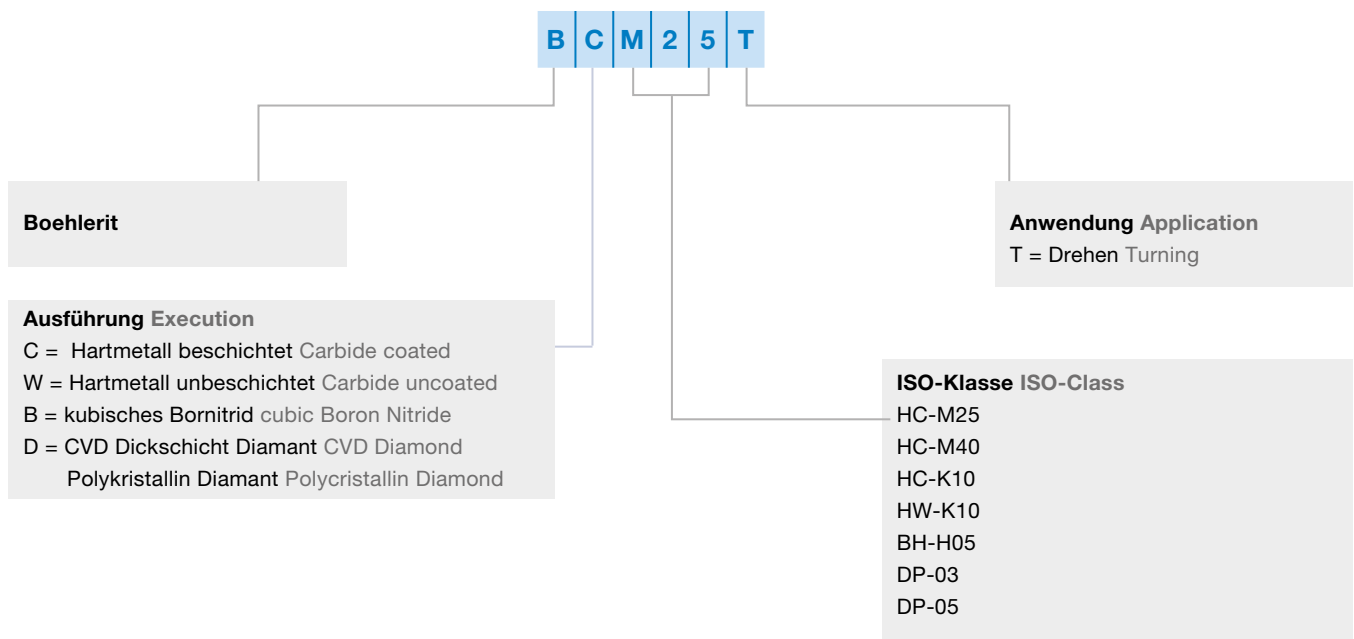 B C M 2 5 T
Boehlerit
Ausführung Execution
C = Hartmetall beschichtet Carbide coated
W = Hartmetall unbeschichtet Carbide uncoated
B = kubisches Bornitrid cubic Boron Nitride
D = CVD Dickschicht Diamant CVD Diamond
Polykristallin Diamant Polycristallin Diamond
Anwendung Application
T = Drehen Turning
ISO-Klasse ISO-Class
HC-M25
HC-M40
HC-K10
HW-K10
BH-H05
DP-03
DP-05